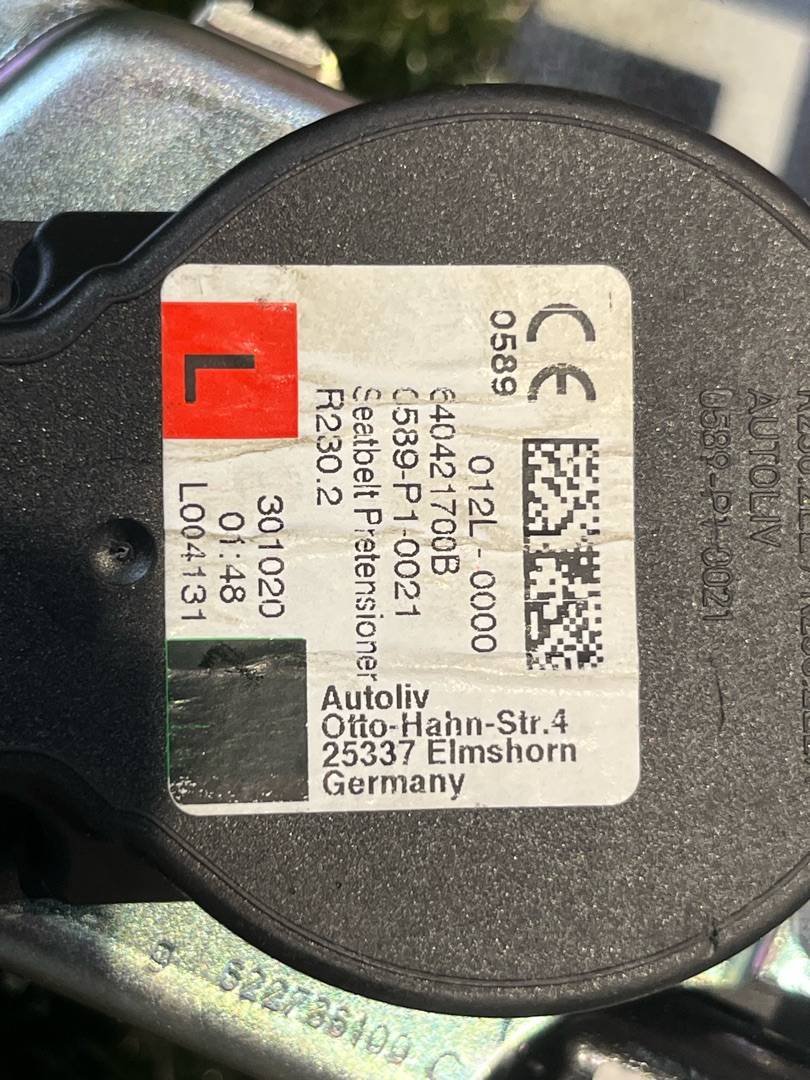 CE
0589
012L-0000
640421700B
0589-P1-0021
Seatbelt Pretensioner
R230.2
L
301020
01:48
L004131
Autoliv
Otto-Hahn-Str.4
25337 Elmshorn
Germany
AUTOLIV
0589-P1-0021
622736100 C